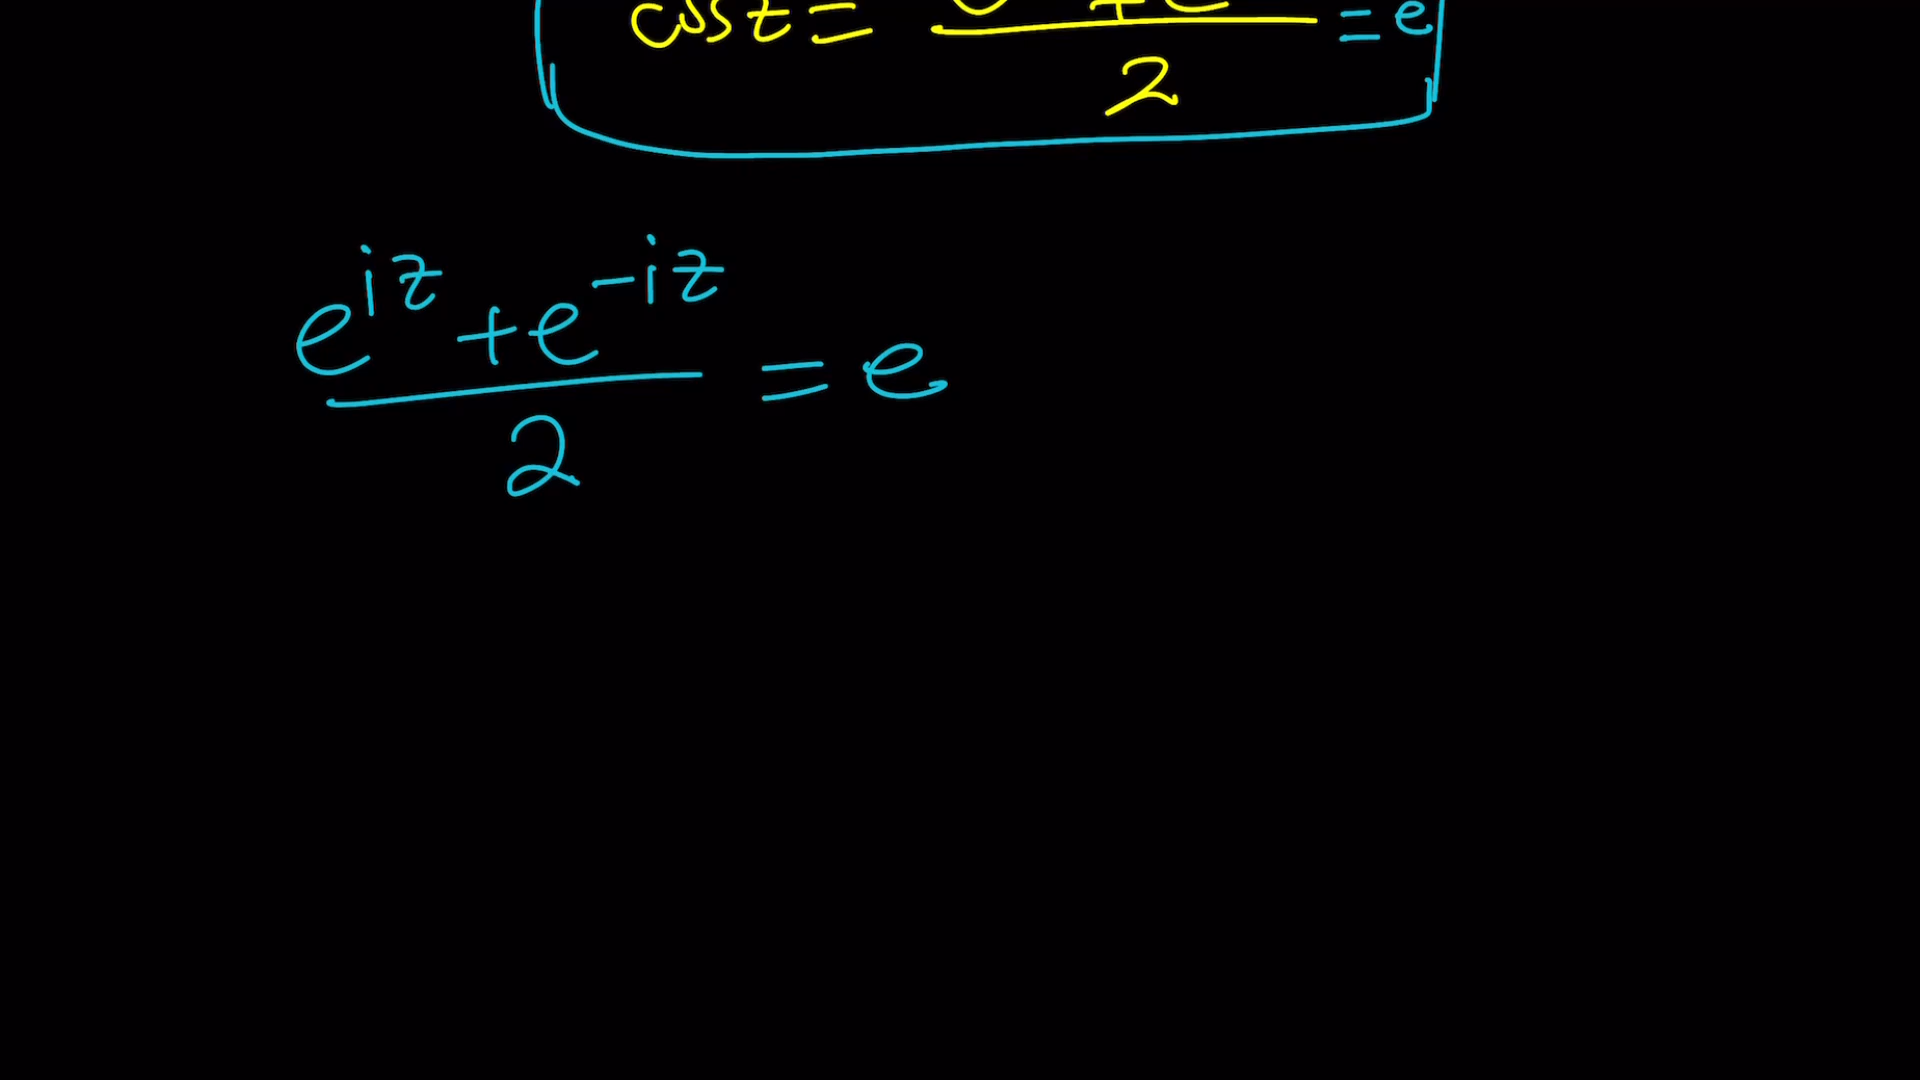 cos z = — + e / 2 = e
e^{iz} + e^{-iz} / 2 = e